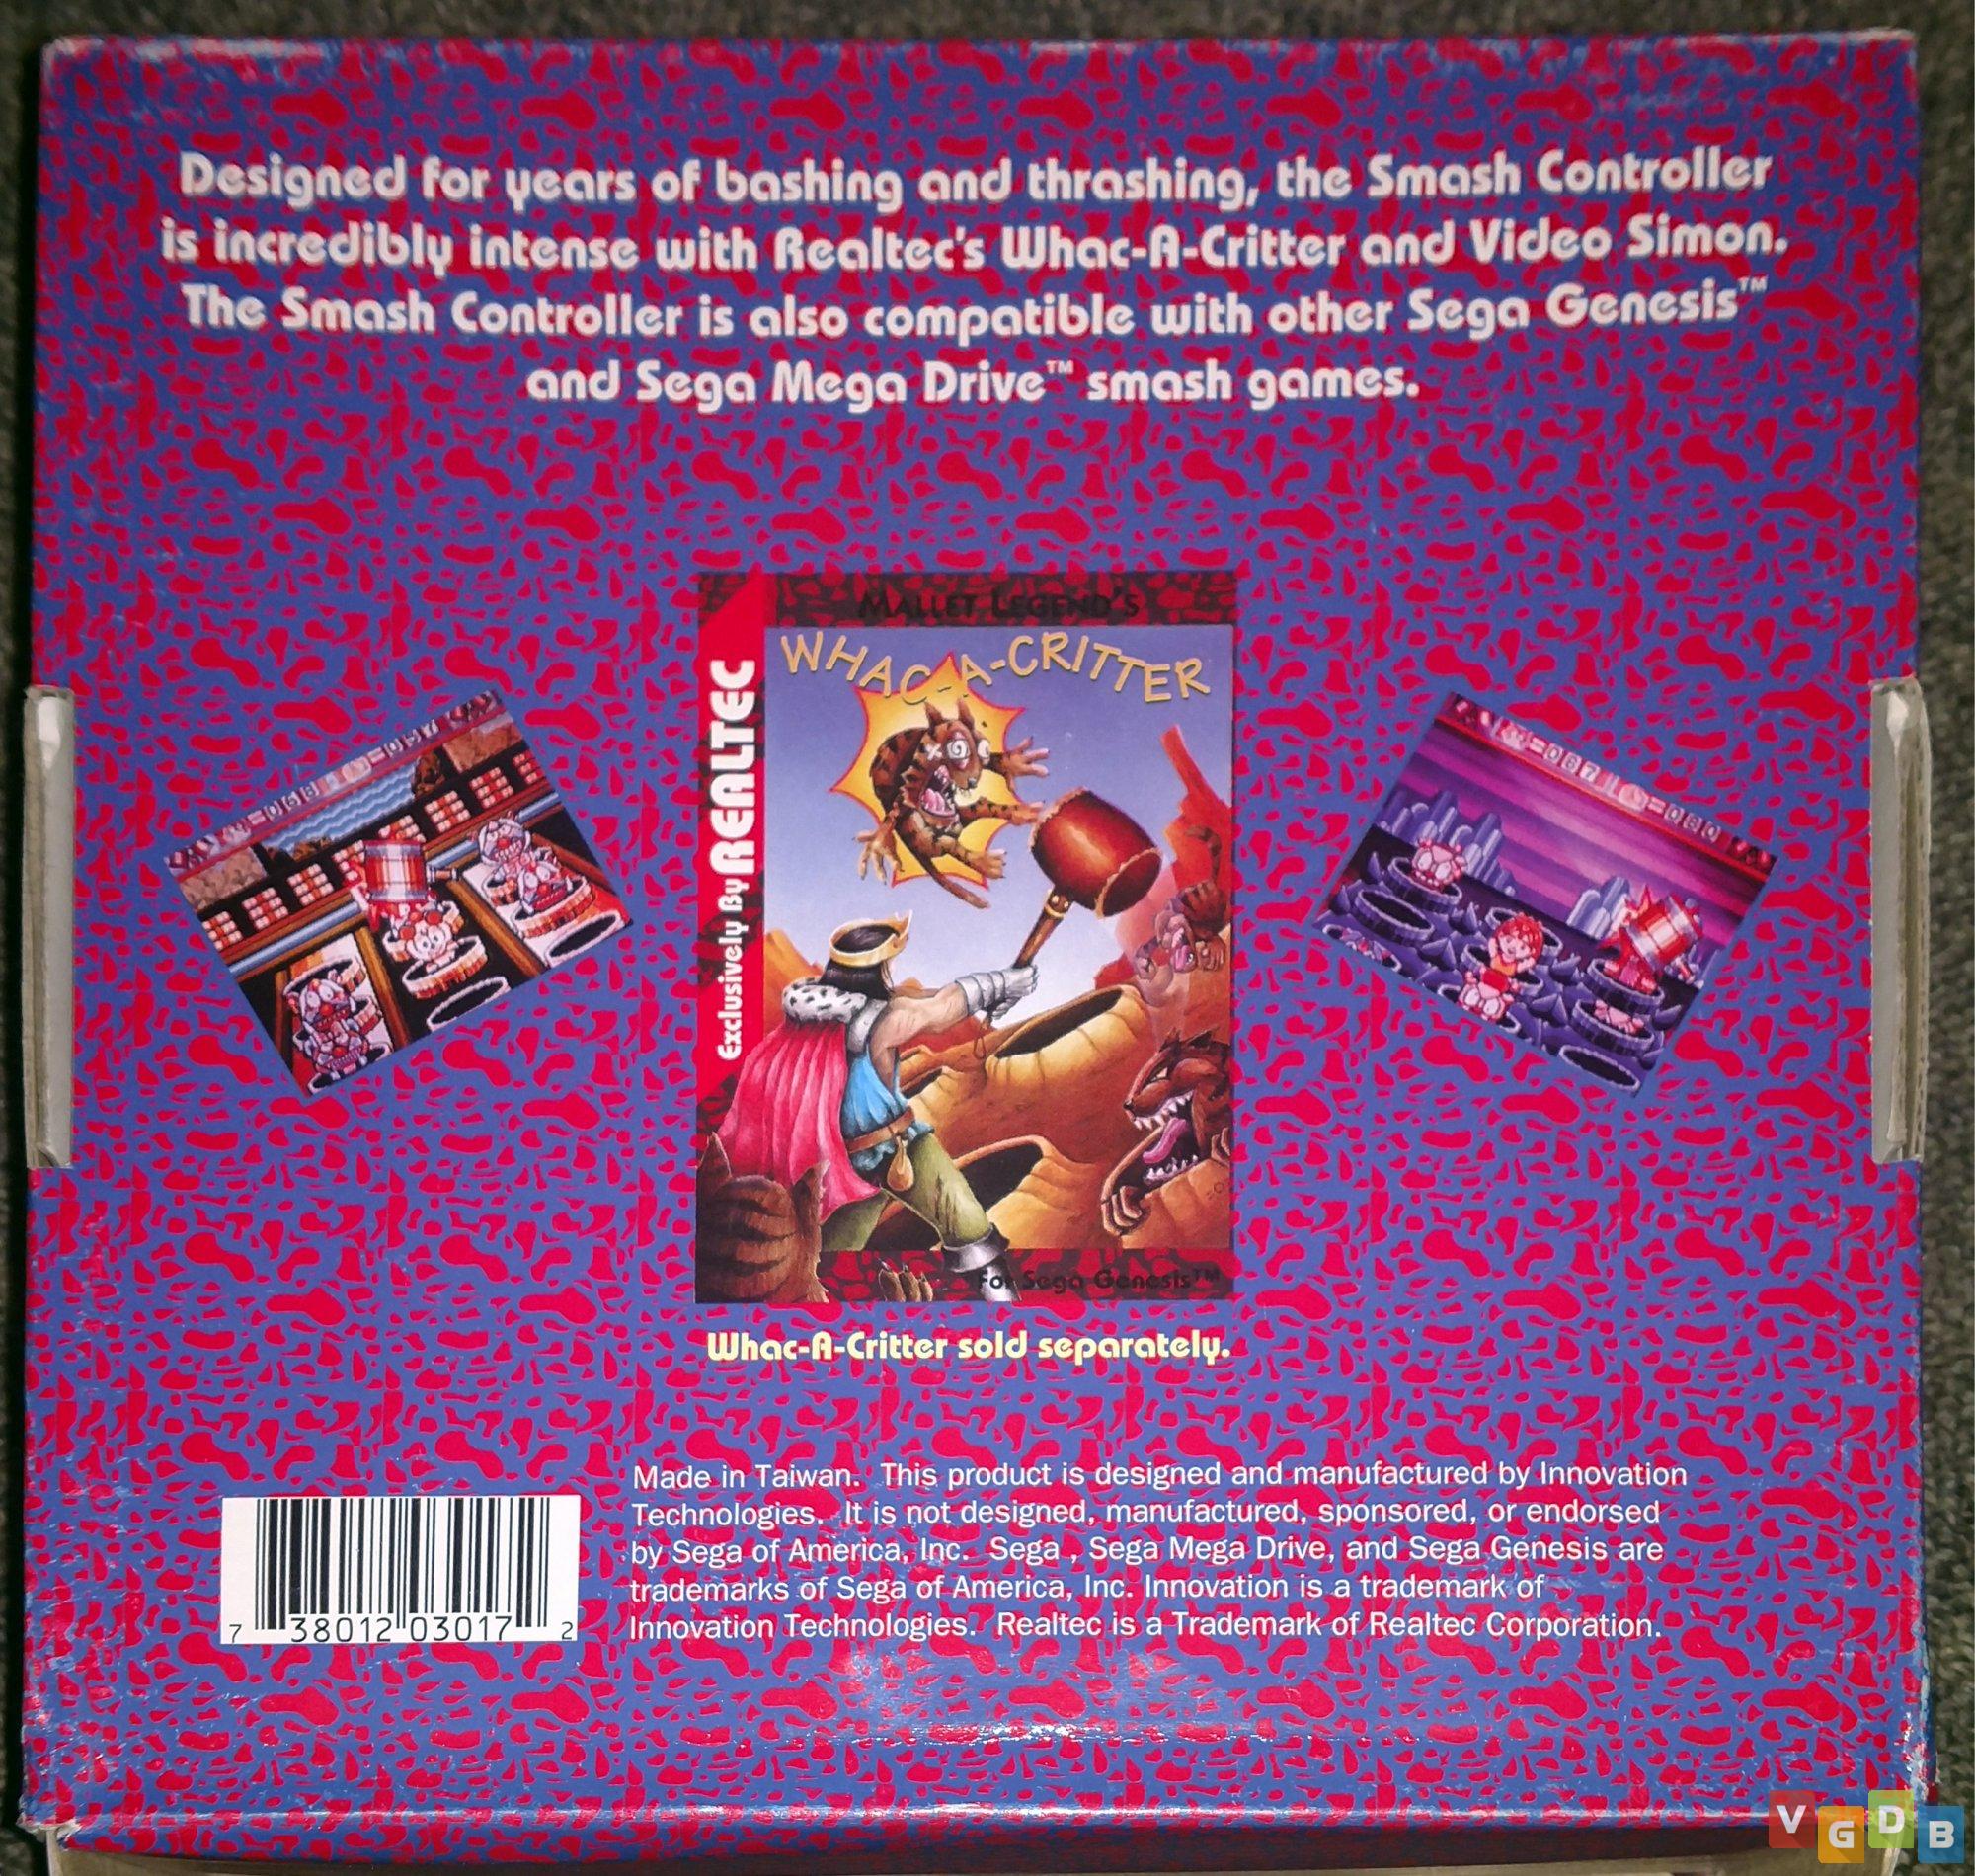 Designed for years of bashing and thrashing, the Smash Controller
is incredibly intense with Realtec's Whac-A-Critter and Video Simon.
The Smash Controller is also compatible with other Sega Genesis™
and Sega Mega Drive™ smash games.
MALLET LEGEND'S
WHAC-A-CRITTER
Exclusively By REALTEC
=068 =057
=087 =080
For Sega Genesis™
Whac-A-Critter sold separately.
Made in Taiwan. This product is designed and manufactured by Innovation
Technologies. It is not designed, manufactured, sponsored, or endorsed
by Sega of America, Inc. Sega , Sega Mega Drive, and Sega Genesis are
trademarks of Sega of America, Inc. Innovation is a trademark of
Innovation Technologies. Realtec is a Trademark of Realtec Corporation.
7 38012 03017 2
VGDB